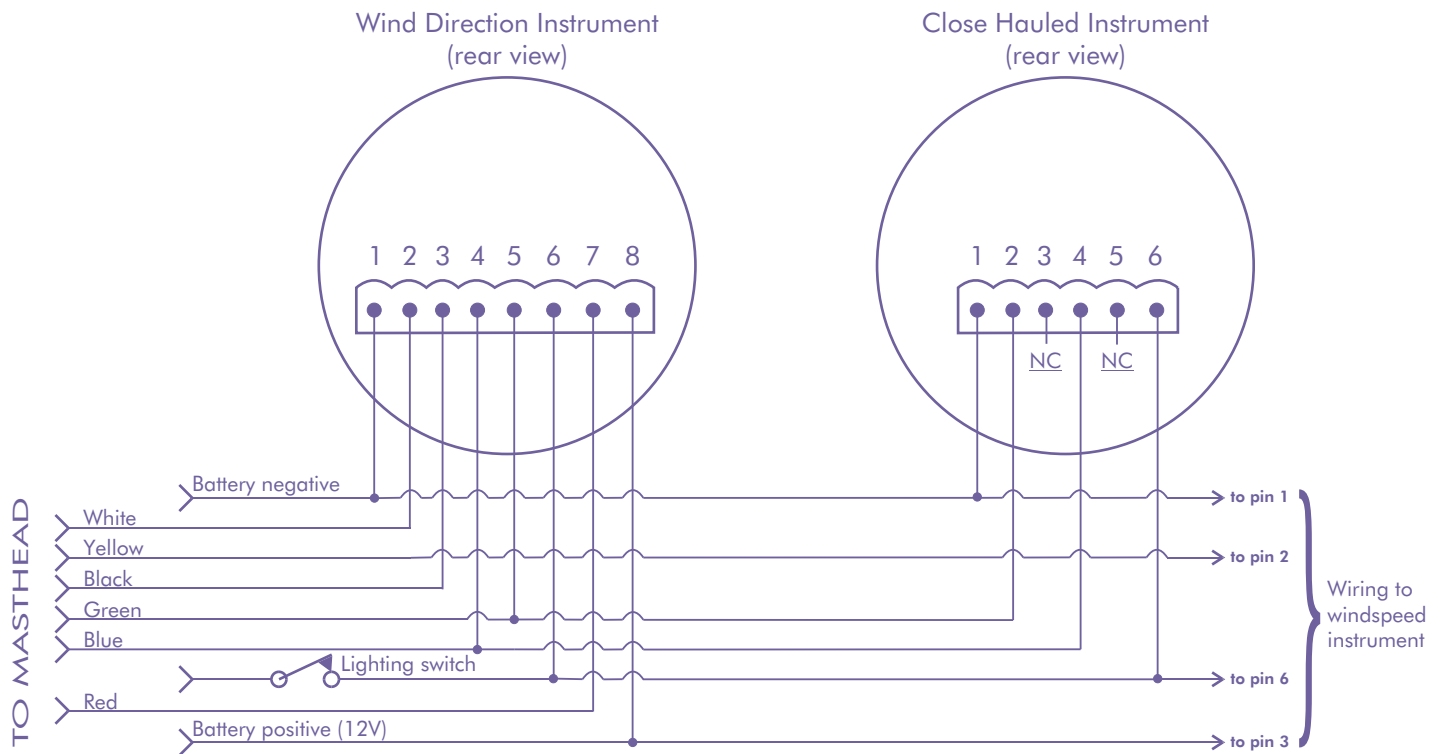 Wind Direction Instrument
(rear view)
Close Hauled Instrument
(rear view)
1 2 3 4 5 6 7 8
1 2 3 4 5 6
NC NC
TO MASTHEAD
Battery negative
to pin 1
White
Yellow
to pin 2
Black
Green
Blue
Lighting switch
to pin 6
Red
Battery positive (12V)
to pin 3
Wiring to
windspeed
instrument